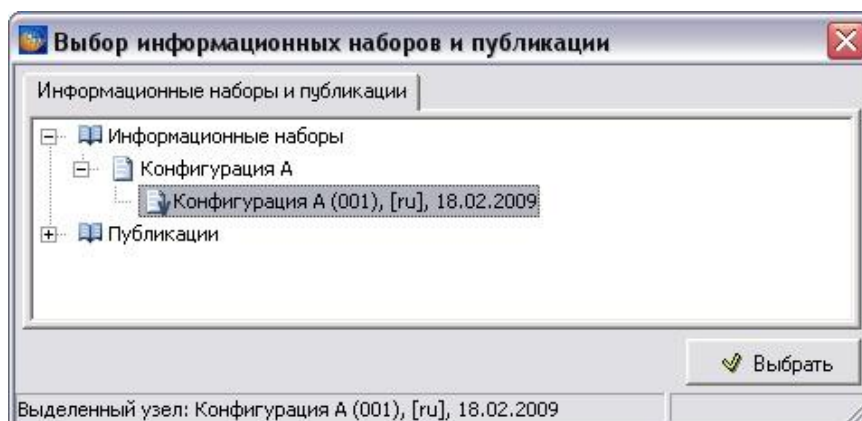 Выбор информационных наборов и публикации
Информационные наборы и публикации
Информационные наборы
Конфигурация А
Конфигурация А (001), [ru], 18.02.2009
Публикации
Выбрать
Выделенный узел: Конфигурация А (001), [ru], 18.02.2009